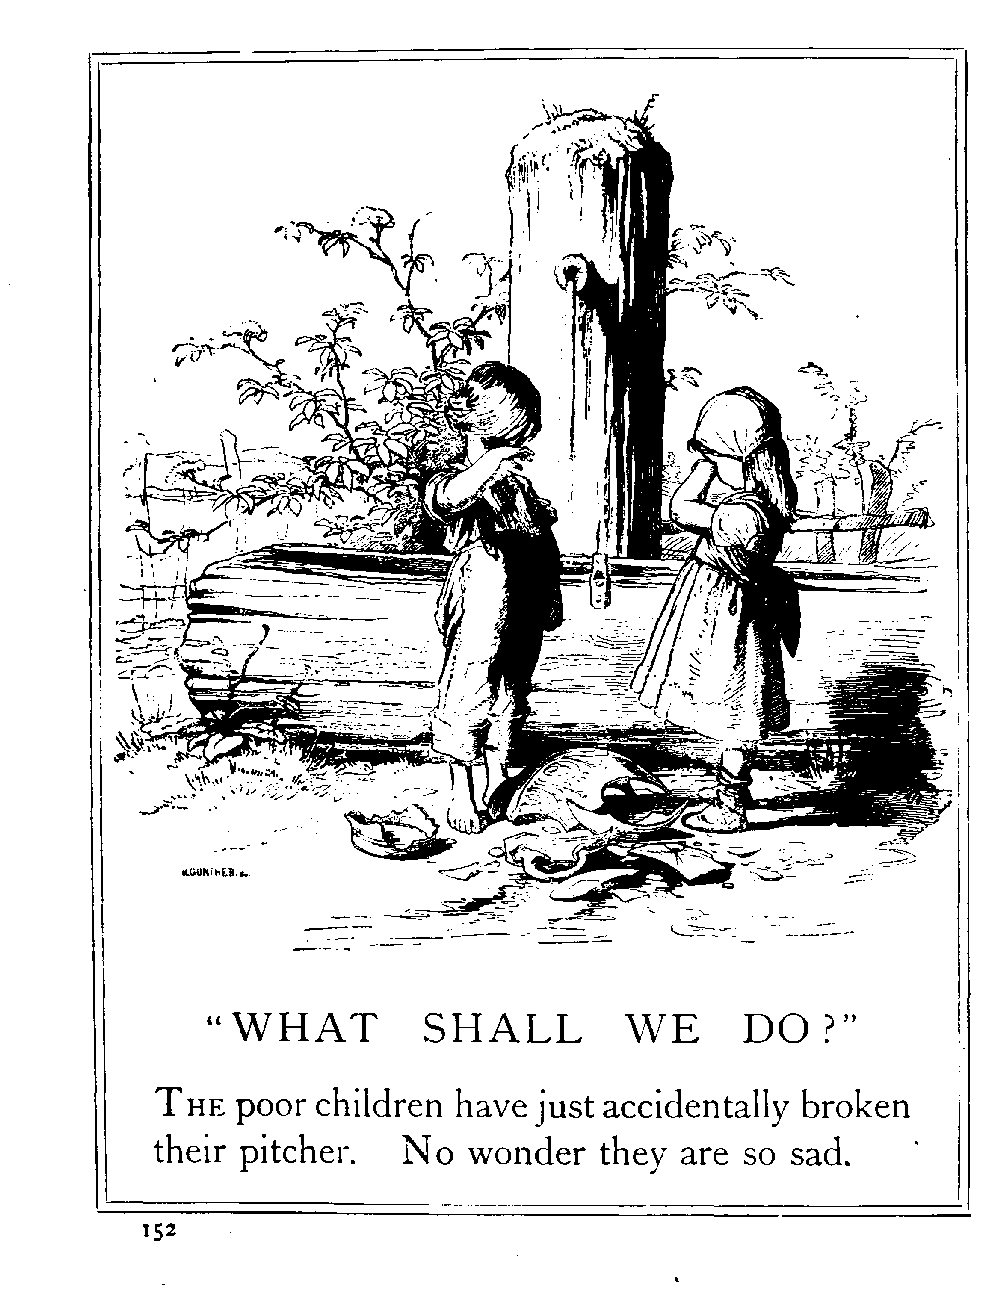 “WHAT SHALL WE DO?”
THE poor children have just accidentally broken
their pitcher. No wonder they are so sad.
152